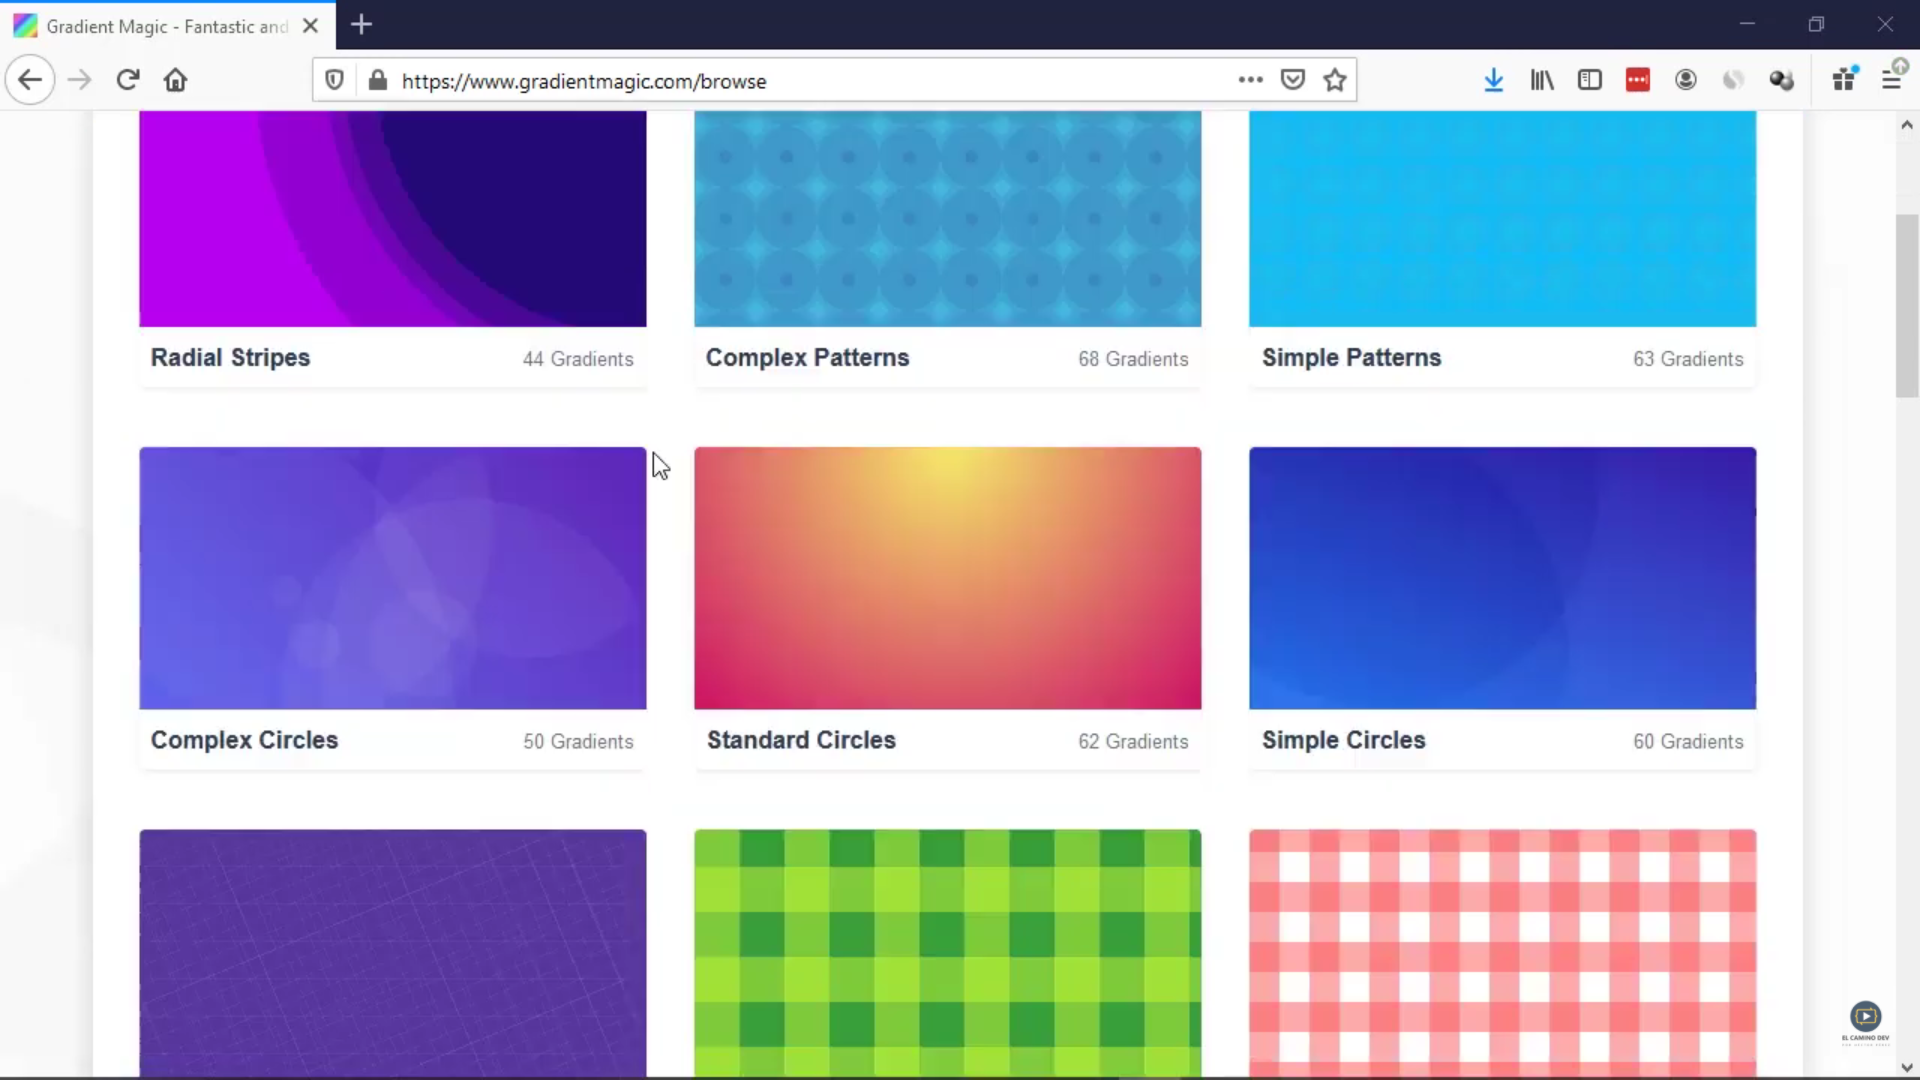 Gradient Magic - Fantastic and
https://www.gradientmagic.com/browse
Radial Stripes 44 Gradients
Complex Patterns 68 Gradients
Simple Patterns 63 Gradients
Complex Circles 50 Gradients
Standard Circles 62 Gradients
Simple Circles 60 Gradients
EL CAMINO DEV